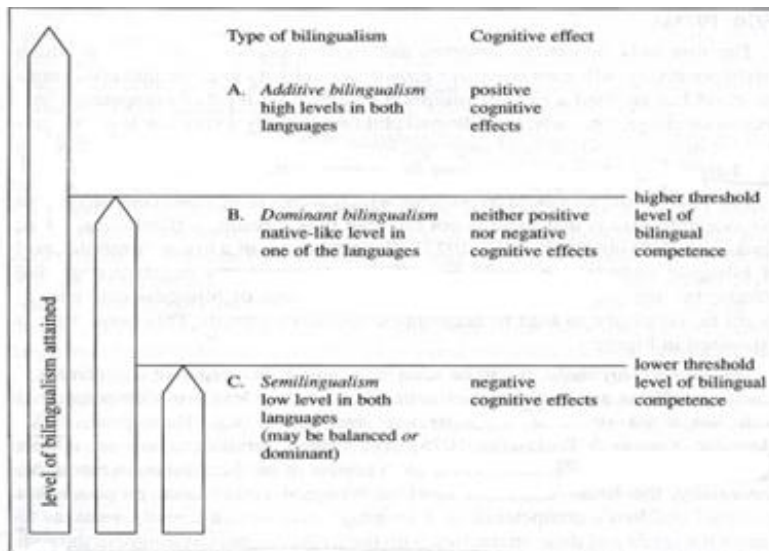 Type of bilingualism Cognitive effect
A. Additive bilingualism positive
high levels in both cognitive
languages effects
higher threshold
B. Dominant bilingualism neither positive level of
native-like level in nor negative bilingual
one of the languages cognitive effects competence
level of bilingualism attained
lower threshold
C. Semilingualism negative level of bilingual
low level in both cognitive effects competence
languages
(may be balanced or
dominant)